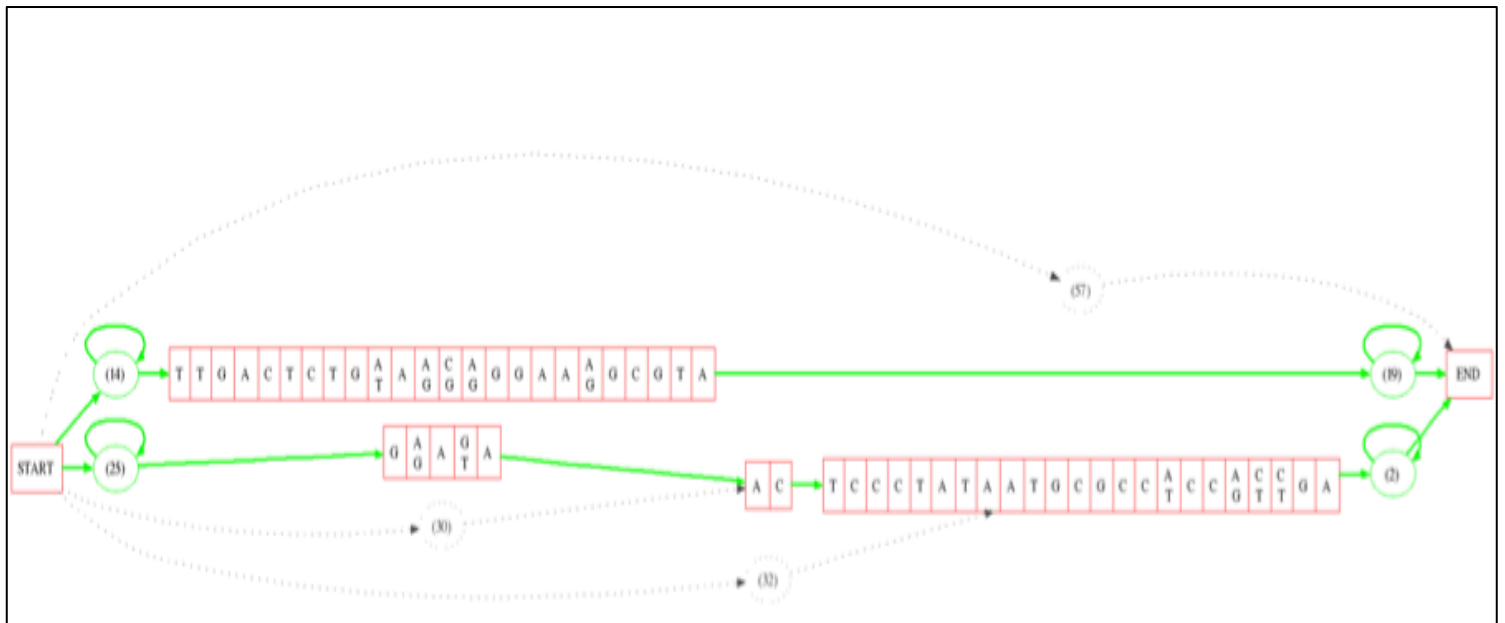 (57)
(14) T T G A C T C T G A T A A G C G A G G G A A A G G C G T A (19) END
START (25) G A G A G T A A C T C C C T A T A A T G C G C C A T C C A G C T C T G A (2)
(30)
(32)